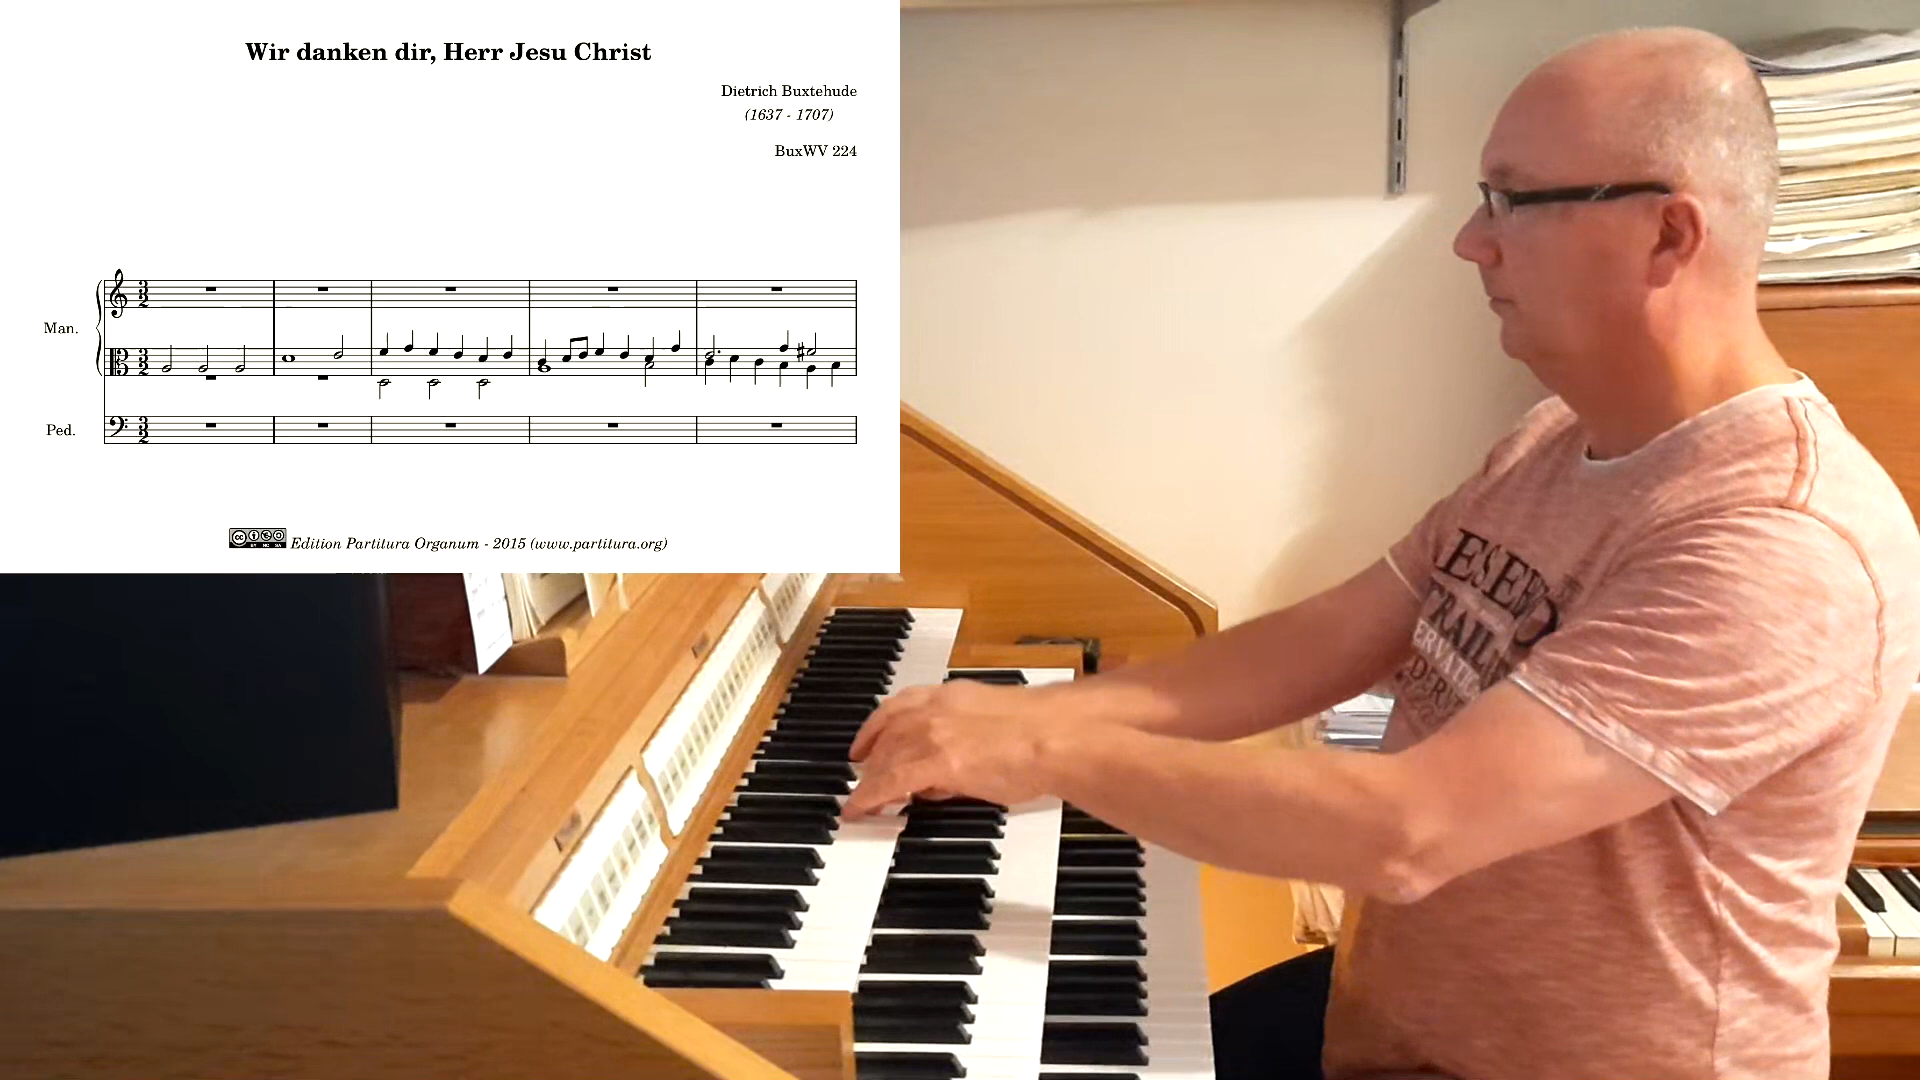 Wir danken dir, Herr Jesu Christ
Dietrich Buxtehude
(1637 - 1707)
BuxWV 224
Man.
Ped.
Edition Partitura Organum - 2015 (www.partitura.org)